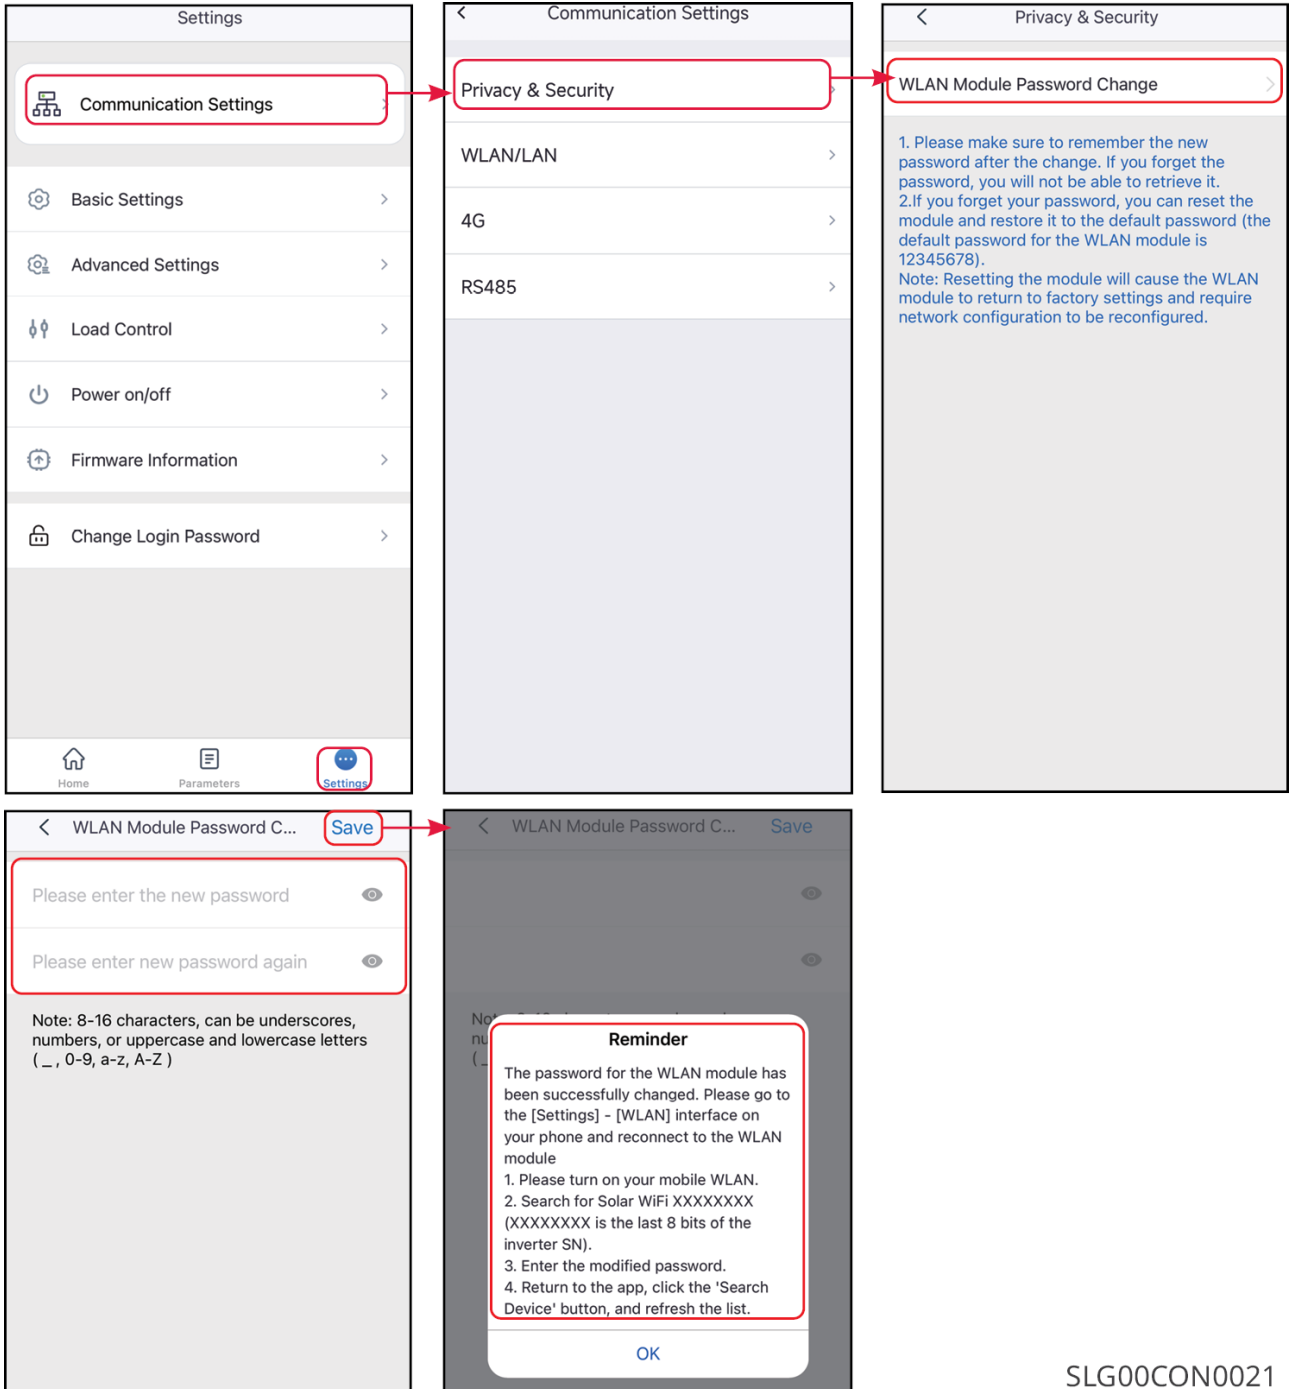 Settings
Communication Settings
Basic Settings
Advanced Settings
Load Control
Power on/off
Firmware Information
Change Login Password
Home
Parameters
Settings
Communication Settings
Privacy & Security
WLAN/LAN
4G
RS485
Privacy & Security
WLAN Module Password Change
1. Please make sure to remember the new
password after the change. If you forget the
password, you will not be able to retrieve it.
2.If you forget your password, you can reset the
module and restore it to the default password (the
default password for the WLAN module is
12345678).
Note: Resetting the module will cause the WLAN
module to return to factory settings and require
network configuration to be reconfigured.
WLAN Module Password C...
Save
Please enter the new password
Please enter new password again
Note: 8-16 characters, can be underscores,
numbers, or uppercase and lowercase letters
( _ , 0-9, a-z, A-Z )
WLAN Module Password C...
Save
Reminder
The password for the WLAN module has
been successfully changed. Please go to
the [Settings] - [WLAN] interface on
your phone and reconnect to the WLAN
module
1. Please turn on your mobile WLAN.
2. Search for Solar WiFi XXXXXXXX
(XXXXXXXX is the last 8 bits of the
inverter SN).
3. Enter the modified password.
4. Return to the app, click the 'Search
Device' button, and refresh the list.
OK
SLG00CON0021